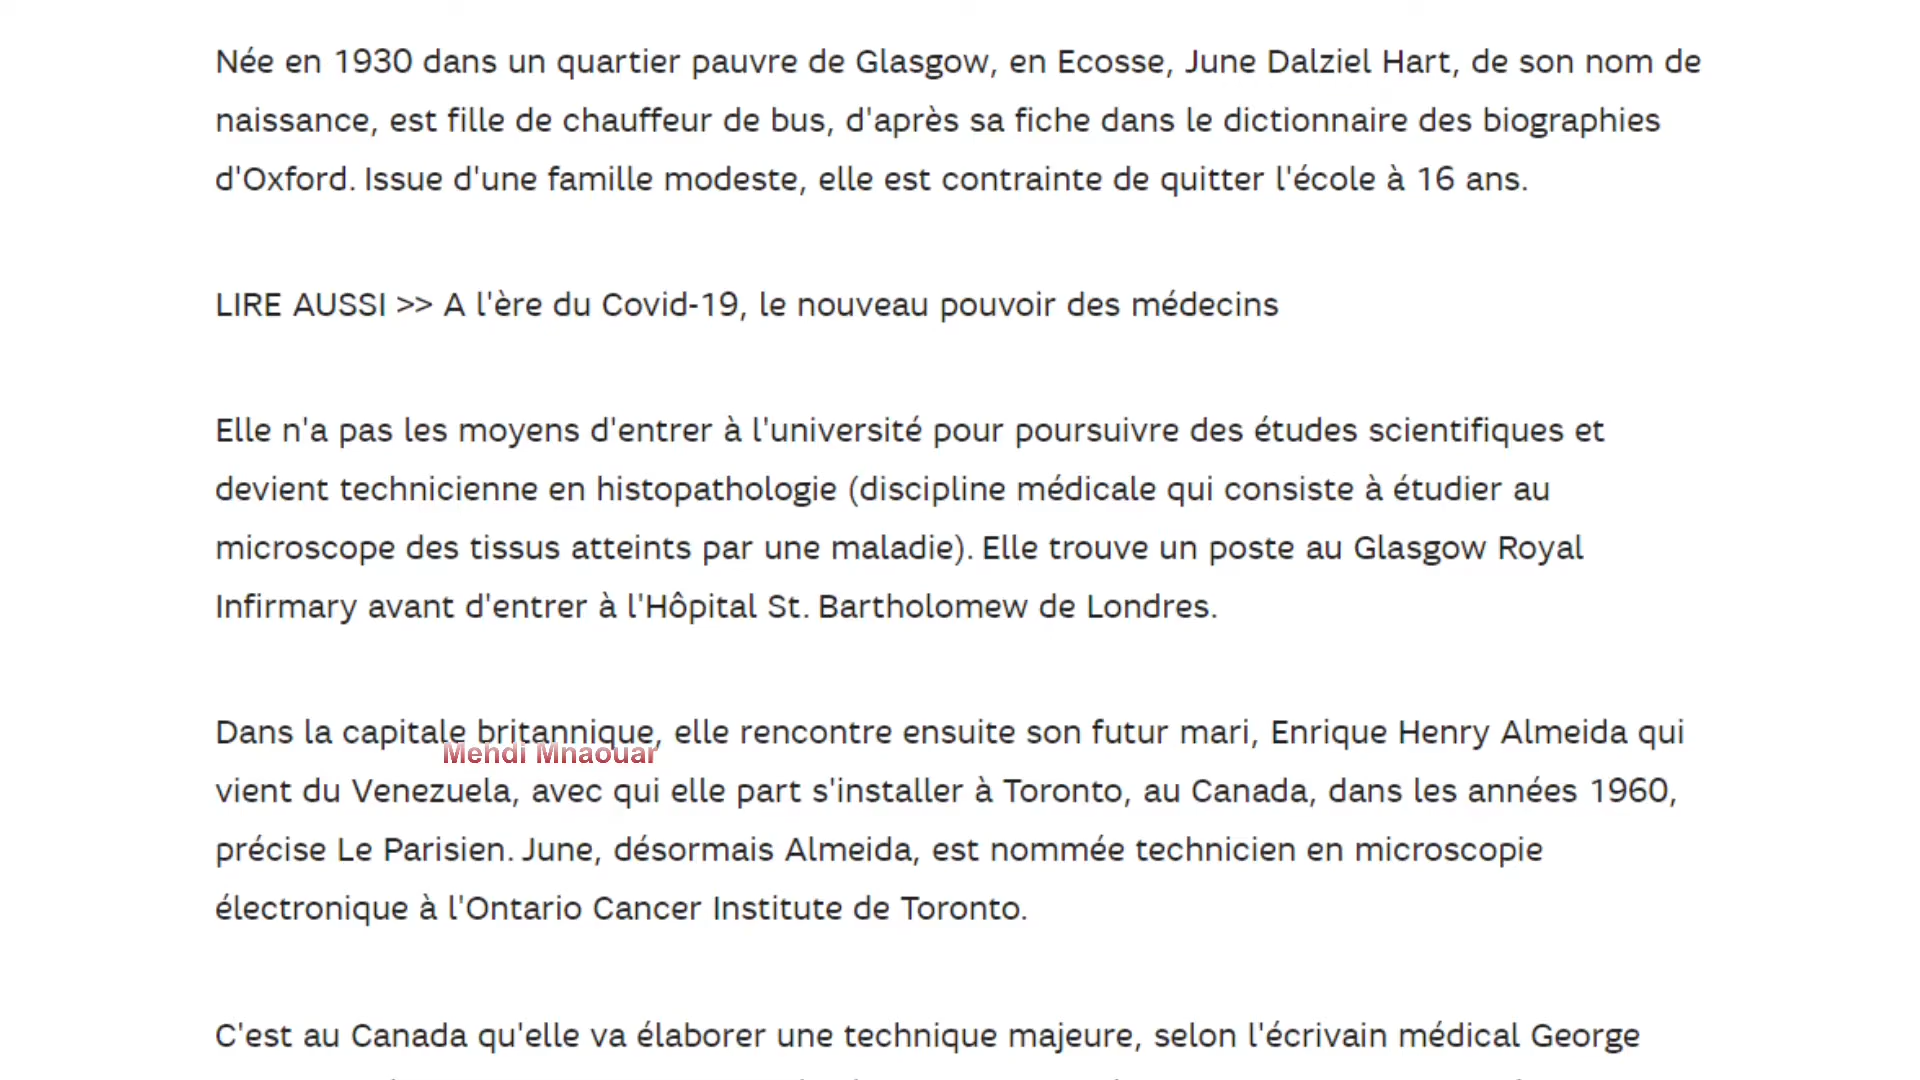 Née en 1930 dans un quartier pauvre de Glasgow, en Ecosse, June Dalziel Hart, de son nom de
naissance, est fille de chauffeur de bus, d'après sa fiche dans le dictionnaire des biographies
d'Oxford. Issue d'une famille modeste, elle est contrainte de quitter l'école à 16 ans.
LIRE AUSSI >> A l'ère du Covid-19, le nouveau pouvoir des médecins
Elle n'a pas les moyens d'entrer à l'université pour poursuivre des études scientifiques et
devient technicienne en histopathologie (discipline médicale qui consiste à étudier au
microscope des tissus atteints par une maladie). Elle trouve un poste au Glasgow Royal
Infirmary avant d'entrer à l'Hôpital St. Bartholomew de Londres.
Dans la capitale britannique, elle rencontre ensuite son futur mari, Enrique Henry Almeida qui
Mehdi Mnaouar
vient du Venezuela, avec qui elle part s'installer à Toronto, au Canada, dans les années 1960,
précise Le Parisien. June, désormais Almeida, est nommée technicien en microscopie
électronique à l'Ontario Cancer Institute de Toronto.
C'est au Canada qu'elle va élaborer une technique majeure, selon l'écrivain médical George